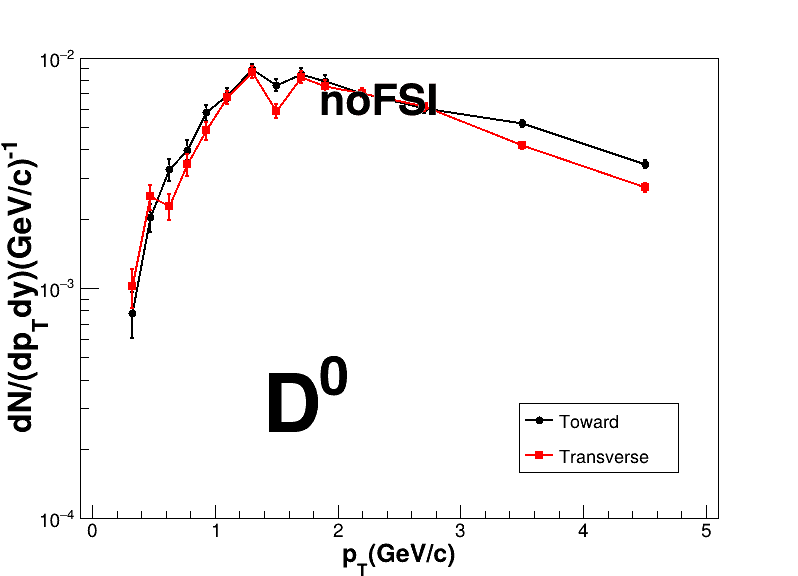 10⁻²
noFSI
dN/(dp_T dy)(GeV/c)⁻¹
10⁻³
D⁰
Toward
Transverse
10⁻⁴
0 1 2 3 4 5
p_T(GeV/c)